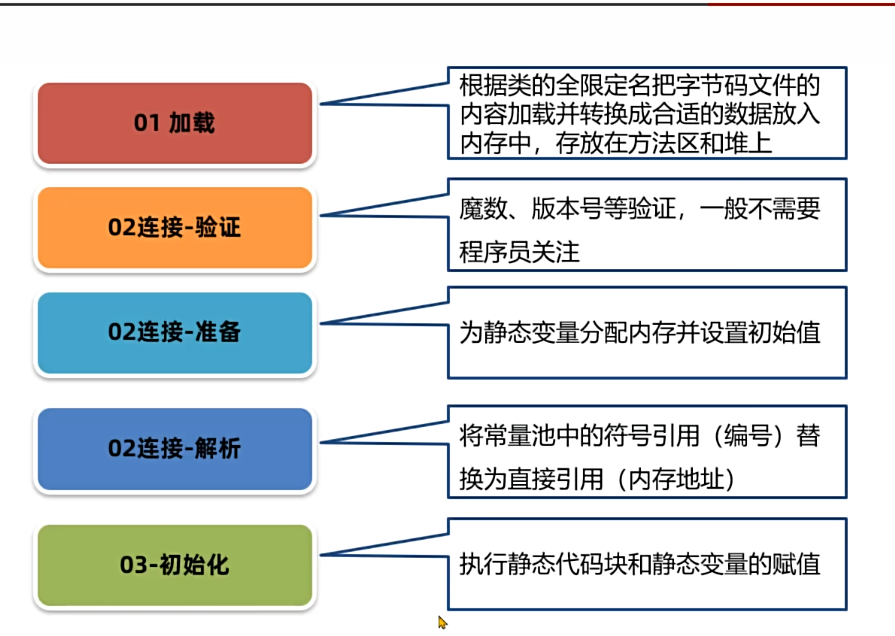 01 加载
根据类的全限定名把字节码文件的
内容加载并转换成合适的数据放入
内存中，存放在方法区和堆上
02连接-验证
魔数、版本号等验证，一般不需要
程序员关注
02连接-准备
为静态变量分配内存并设置初始值
02连接-解析
将常量池中的符号引用（编号）替
换为直接引用（内存地址）
03-初始化
执行静态代码块和静态变量的赋值